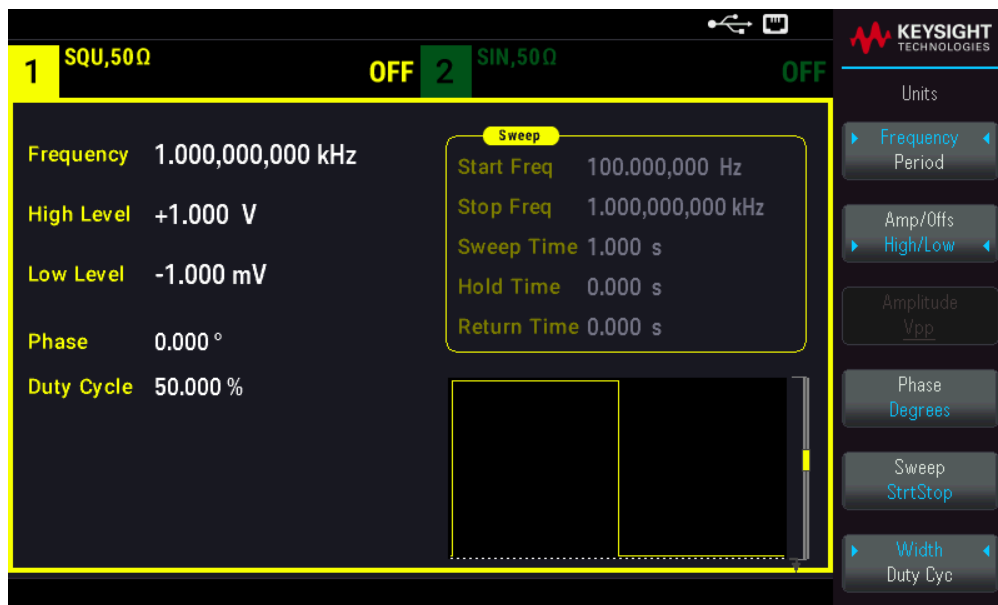 KEYSIGHT
TECHNOLOGIES
1 SQU,50Ω OFF
2 SIN,50Ω OFF
Frequency 1.000,000,000 kHz
High Level +1.000 V
Low Level -1.000 mV
Phase 0.000 °
Duty Cycle 50.000 %
Sweep
Start Freq 100.000,000 Hz
Stop Freq 1.000,000,000 kHz
Sweep Time 1.000 s
Hold Time 0.000 s
Return Time 0.000 s
Units
Frequency
Period
Amp/Offs
High/Low
Amplitude
Vpp
Phase
Degrees
Sweep
StrtStop
Width
Duty Cyc